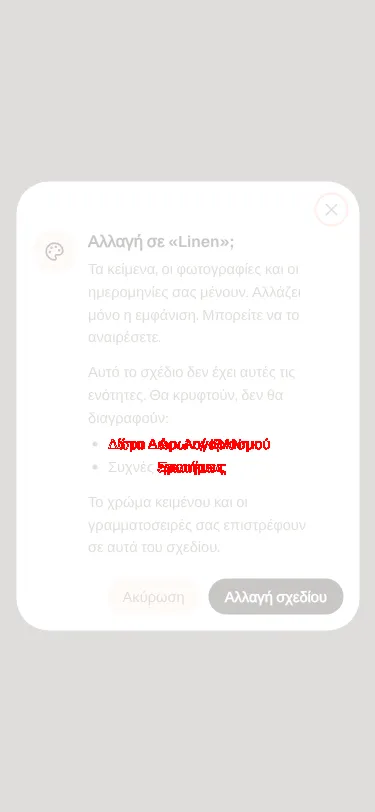 Αλλαγή σε «Linen»;
Τα κείμενα, οι φωτογραφίες και οι
ημερομηνίες σας μένουν. Αλλάζει
μόνο η εμφάνιση. Μπορείτε να το
αναιρέσετε.
Αυτό το σχέδιο δεν έχει αυτές τις
ενότητες. Θα κρυφτούν, δεν θα
διαγραφούν:
Συχνές
Το χρώμα κειμένου και οι
γραμματοσειρές σας επιστρέφουν
σε αυτά του σχεδίου.
Ακύρωση
Αλλαγή σχεδίου